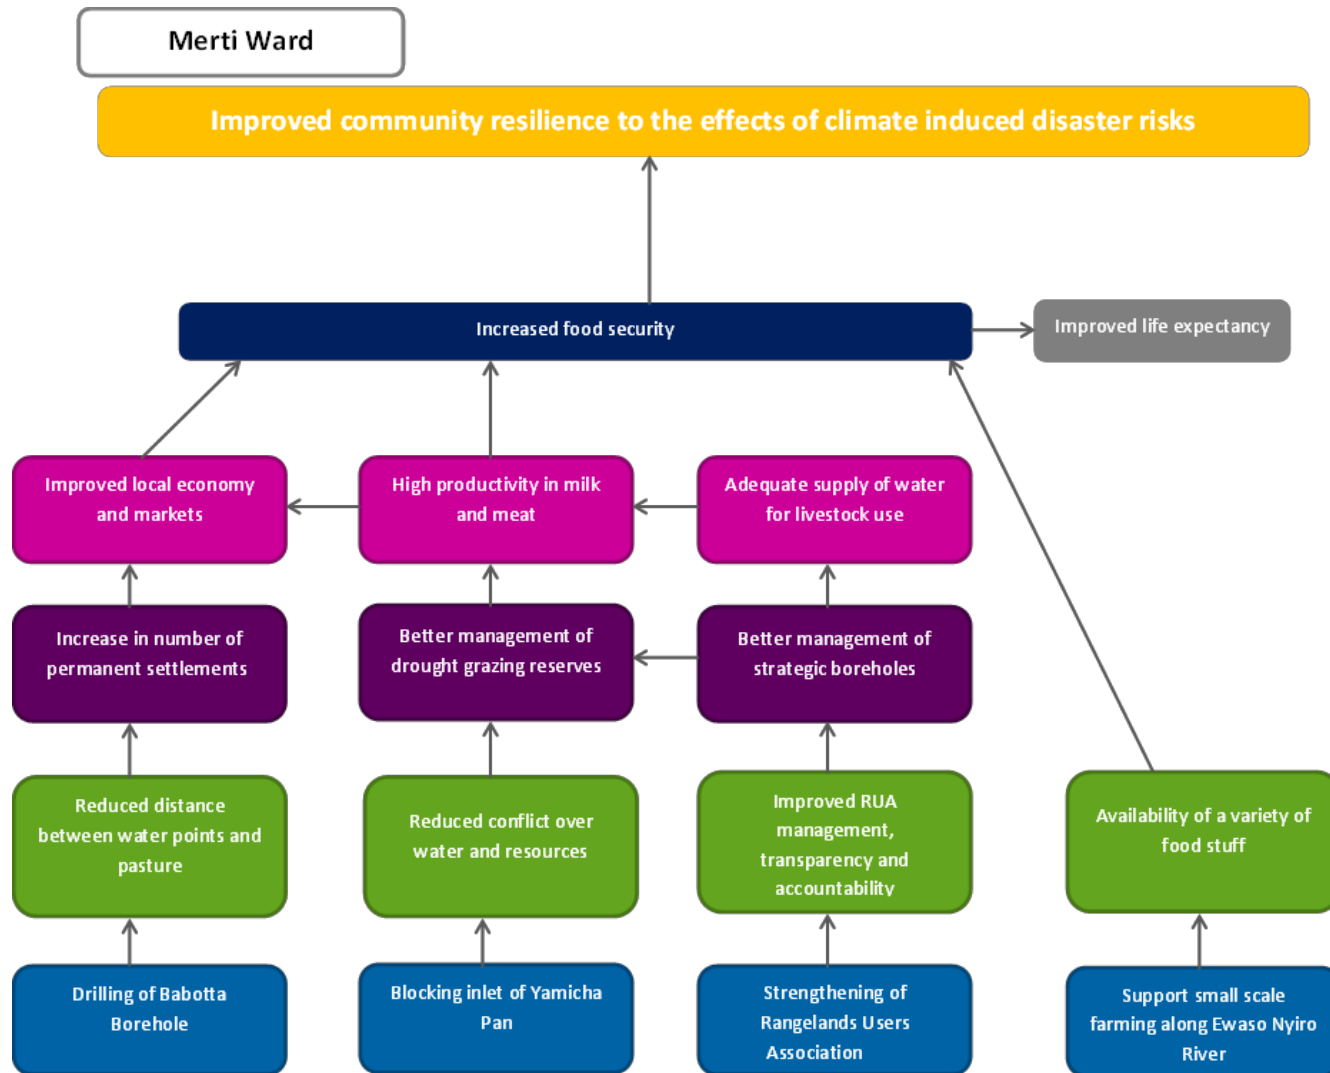 Merti Ward
Improved community resilience to the effects of climate induced disaster risks
Increased food security
Improved life expectancy
Improved local economy
and markets
High productivity in milk
and meat
Adequate supply of water
for livestock use
Increase in number of
permanent settlements
Better management of
drought grazing reserves
Better management of
strategic boreholes
Reduced distance
between water points and
pasture
Reduced conflict over
water and resources
Improved RUA
management,
transparency and
accountability
Availability of a variety of
food stuff
Drilling of Babotta
Borehole
Blocking inlet of Yamicha
Pan
Strengthening of
Rangelands Users
Association
Support small scale
farming along Ewaso Nyiro
River